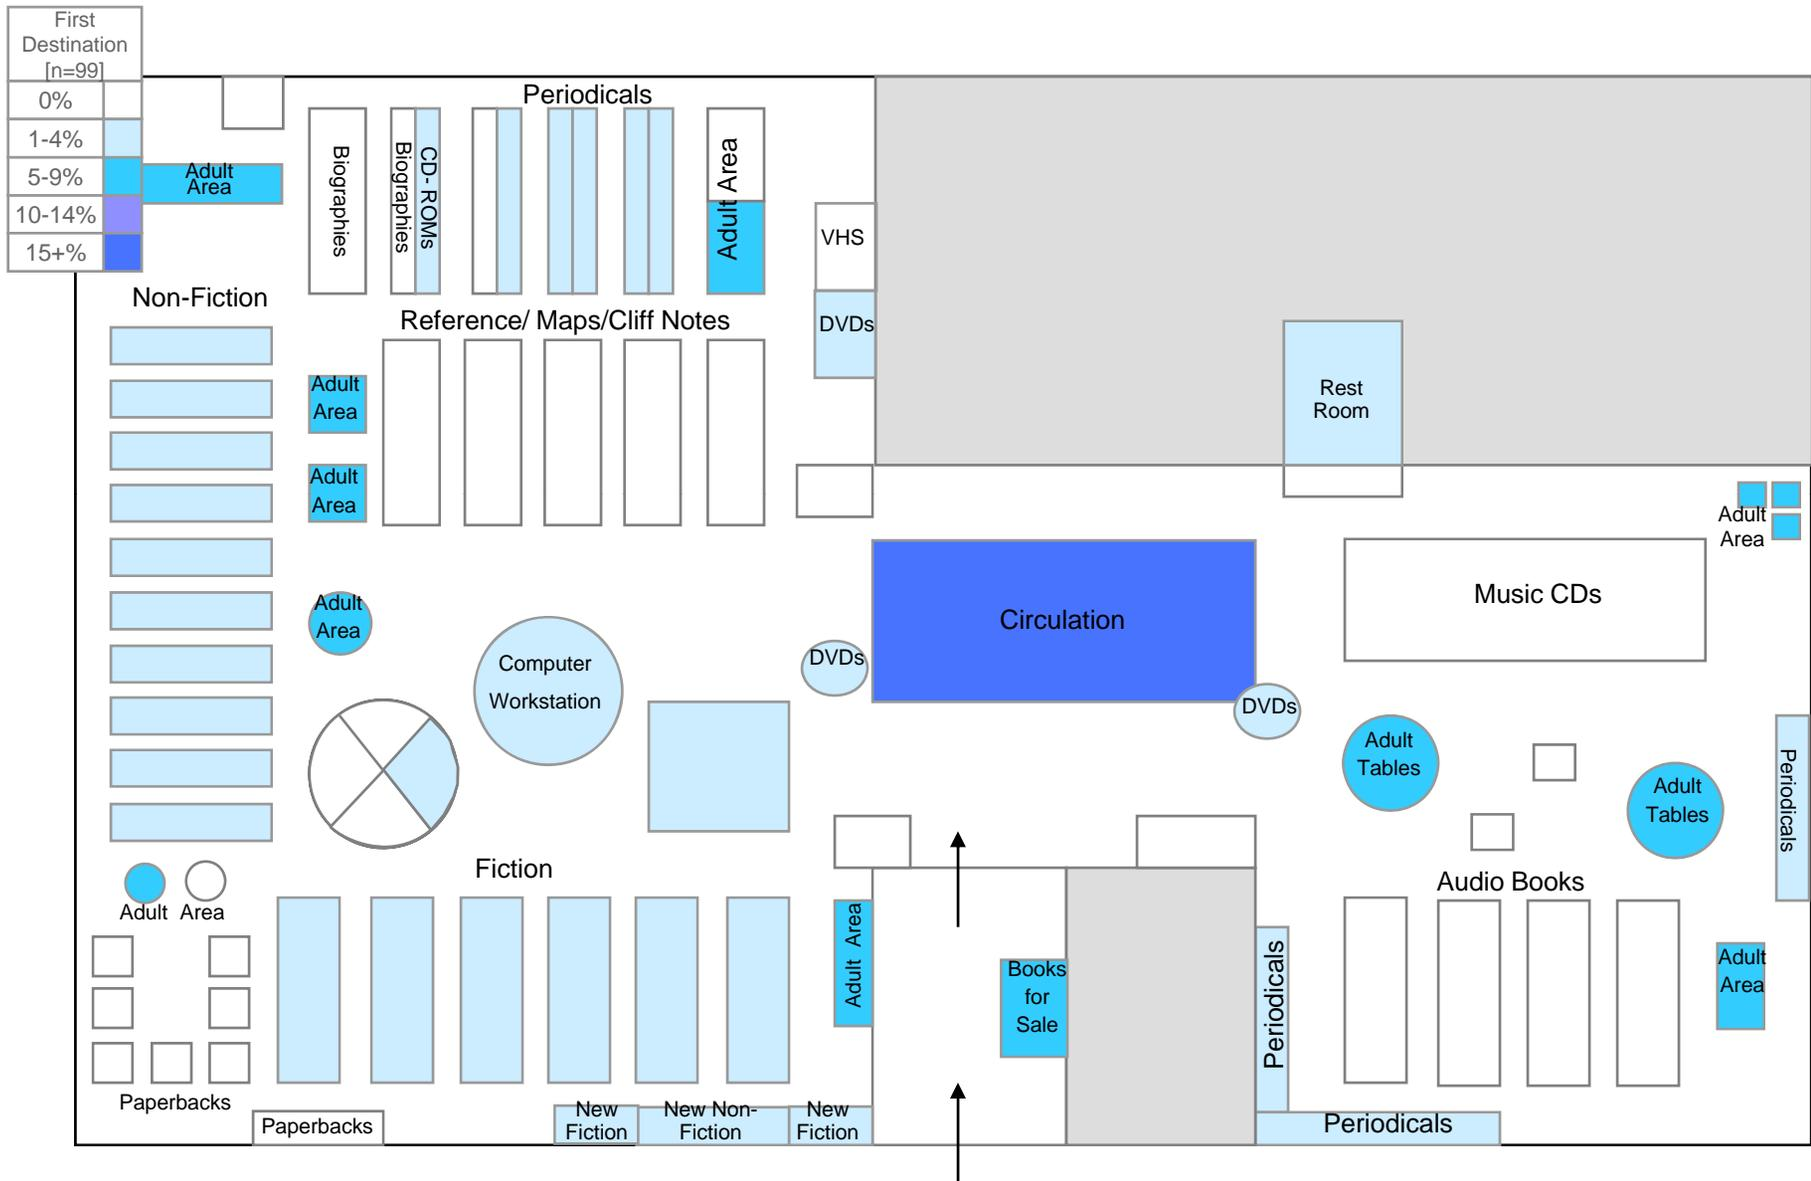 First
Destination
[n=99]
0%
1-4%
5-9%
10-14%
15+%
Periodicals
Adult
Area
Biographies
Biographies
CD- ROMs
Adult Area
VHS
DVDs
Non-Fiction
Reference/ Maps/Cliff Notes
Rest
Room
Adult
Area
Adult
Area
Adult
Area
Adult
Area
Music CDs
Circulation
Computer
Workstation
DVDs
DVDs
Adult
Tables
Adult
Tables
Periodicals
Fiction
Audio Books
Adult Area
Adult Area
Books
for
Sale
Periodicals
Adult
Area
Paperbacks
Paperbacks
New
Fiction
New Non-
Fiction
New
Fiction
Periodicals